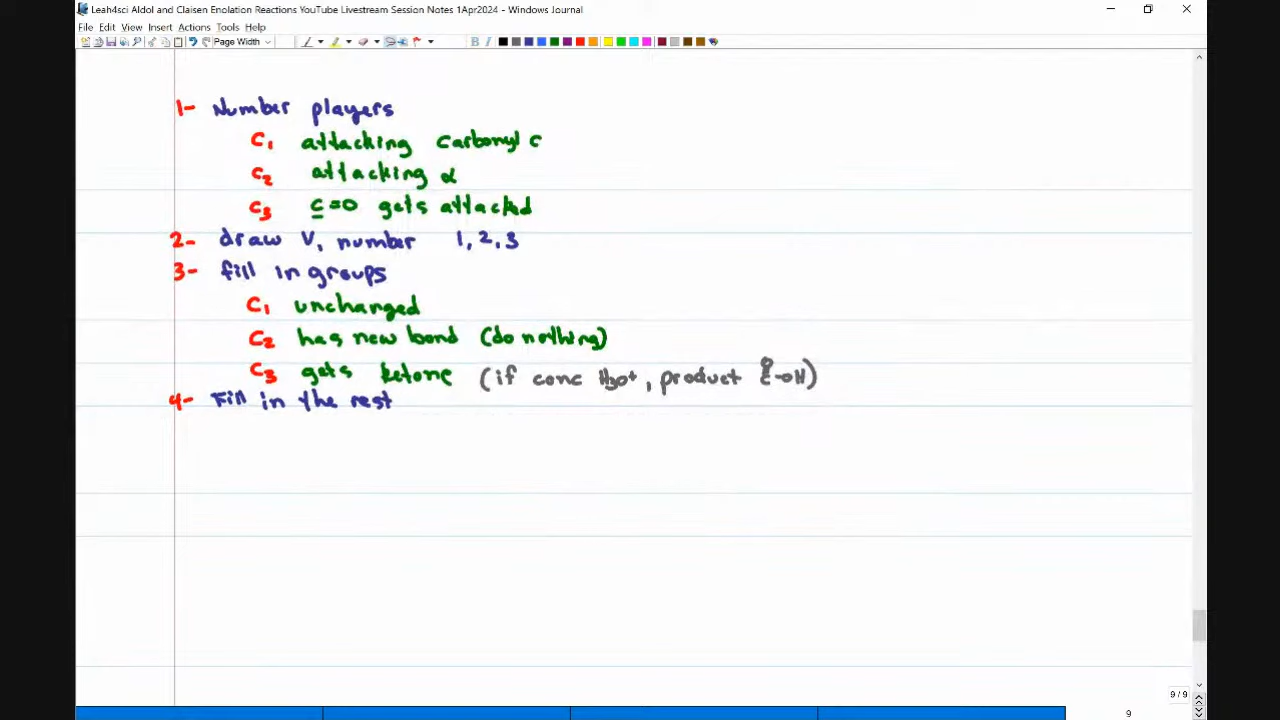 Leah4sci Aldol and Claisen Enolation Reactions YouTube Livestream Session Notes 1Apr2024 - Windows Journal
File Edit View Insert Actions Tools Help
Page Width
B I
1- Number players
C₁ attacking carbonyl C
C₂ attacking α
C₃ C=O gets attacked
2- draw V, number 1, 2, 3
3- fill in groups
C₁ unchanged
C₂ has new bond (do nothing)
C₃ gets ketone (if conc H₃O⁺, product C-OH)
4- Fill in the rest
9 / 9
9